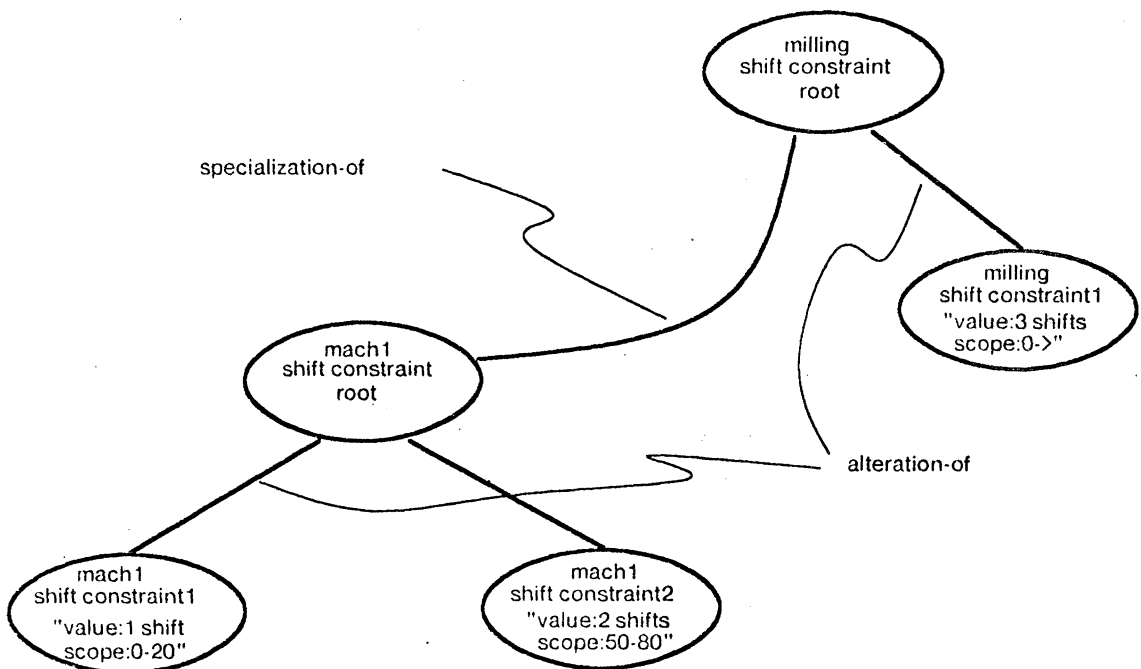 milling
shift constraint
root
specialization-of
milling
shift constraint1
"value:3 shifts
scope:0->"
mach1
shift constraint
root
alteration-of
mach1
shift constraint1
"value:1 shift
scope:0-20"
mach1
shift constraint2
"value:2 shifts
scope:50-80"